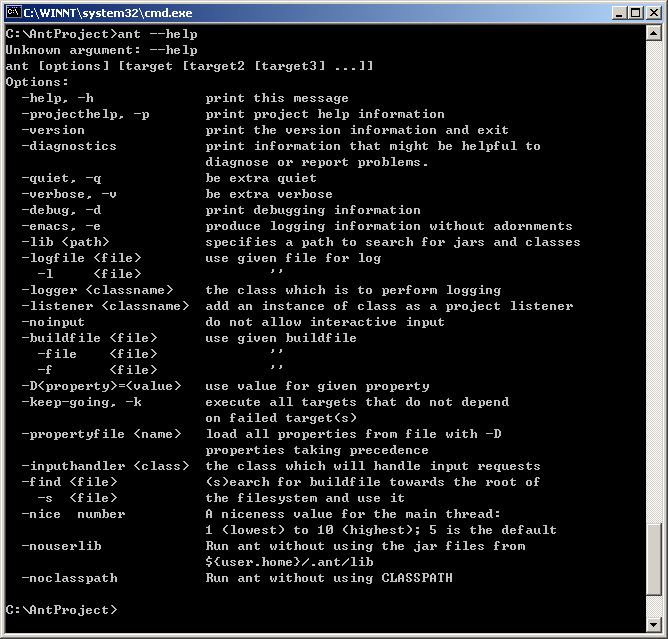 C:\WINNT\system32\cmd.exe
C:\AntProject>ant --help
Unknown argument: --help
ant [options] [target [target2 [target3] ...]]
Options:
  -help, -h              print this message
  -projecthelp, -p       print project help information
  -version               print the version information and exit
  -diagnostics           print information that might be helpful to
                         diagnose or report problems.
  -quiet, -q             be extra quiet
  -verbose, -v           be extra verbose
  -debug, -d             print debugging information
  -emacs, -e             produce logging information without adornments
  -lib <path>            specifies a path to search for jars and classes
  -logfile <file>        use given file for log
    -l     <file>                ''
  -logger <classname>    the class which is to perform logging
  -listener <classname>  add an instance of class as a project listener
  -noinput               do not allow interactive input
  -buildfile <file>      use given buildfile
    -file    <file>              ''
    -f       <file>              ''
  -D<property>=<value>   use value for given property
  -keep-going, -k        execute all targets that do not depend
                         on failed target(s)
  -propertyfile <name>   load all properties from file with -D
                         properties taking precedence
  -inputhandler <class>  the class which will handle input requests
  -find <file>           (s)earch for buildfile towards the root of
    -s  <file>           the filesystem and use it
  -nice  number          A niceness value for the main thread:
                         1 (lowest) to 10 (highest); 5 is the default
  -nouserlib             Run ant without using the jar files from
                         ${user.home}/.ant/lib
  -noclasspath           Run ant without using CLASSPATH
C:\AntProject>